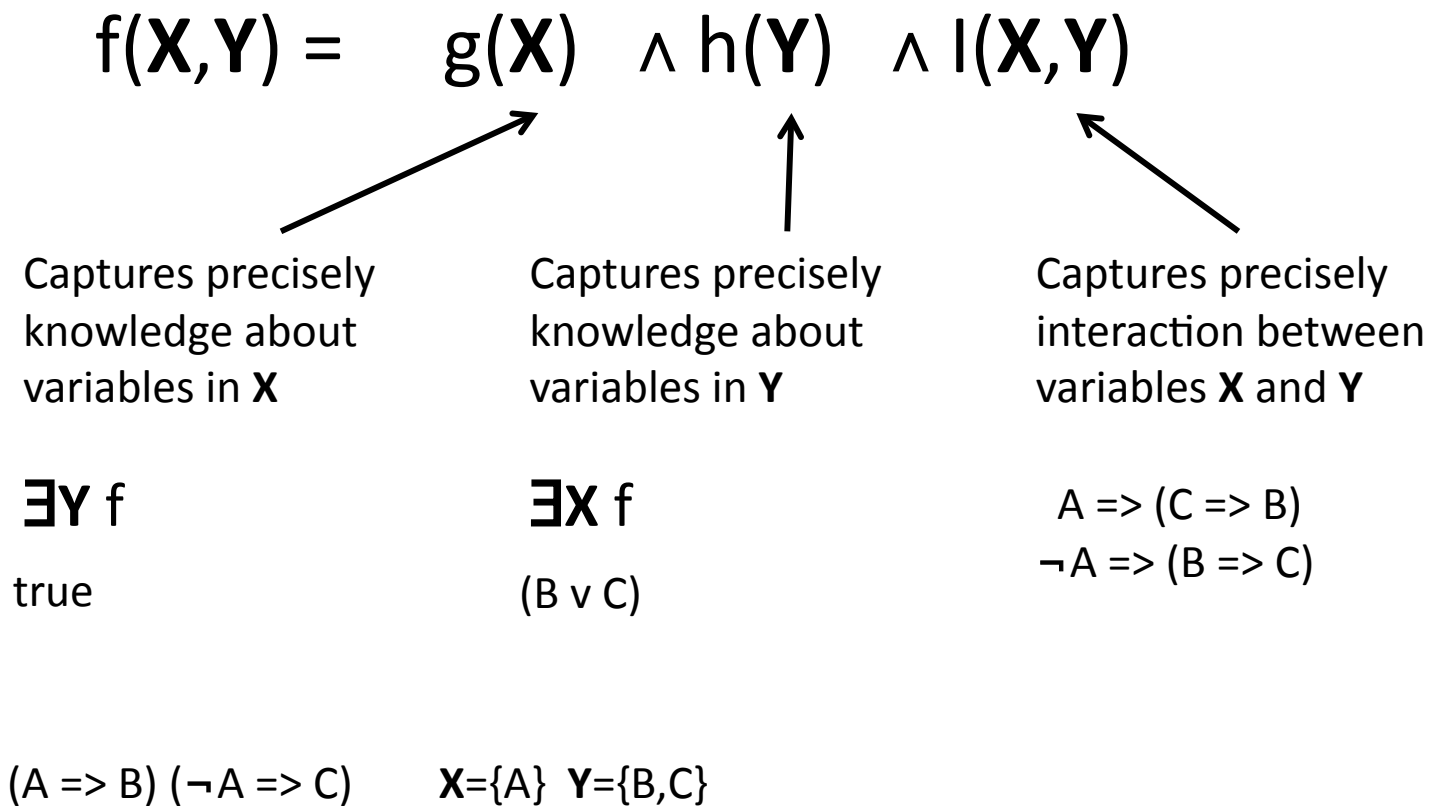 f(X,Y) = g(X) ∧ h(Y) ∧ I(X,Y)
Captures precisely
knowledge about
variables in X
Captures precisely
knowledge about
variables in Y
Captures precisely
interaction between
variables X and Y
∃Y f
true
∃X f
(B v C)
A => (C => B)
¬A => (B => C)
(A => B) (¬A => C) X={A} Y={B,C}